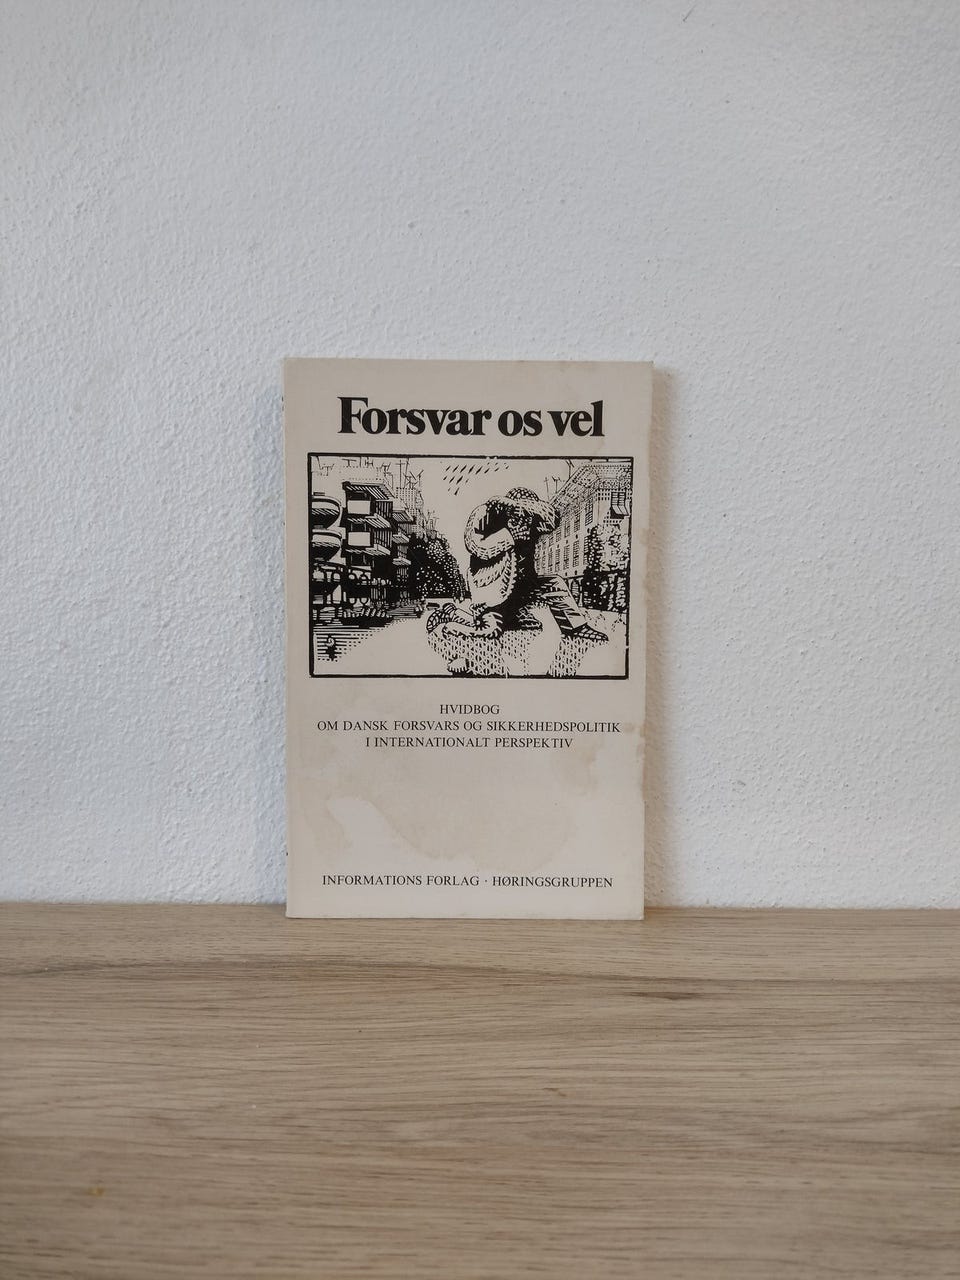 Forsvar os vel
HVIDBOG
OM DANSK FORSVARS OG SIKKERHEDSPOLITIK
I INTERNATIONALT PERSPEKTIV
INFORMATIONS FORLAG · HØRINGSGRUPPEN